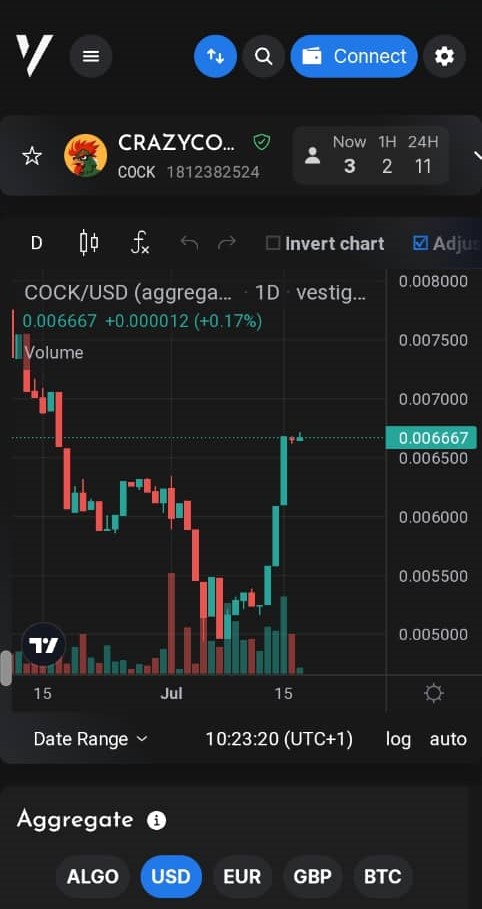 Connect
CRAZYCO...
COCK 1812382524
Now 1H 24H
3 2 11
D Invert chart Adjus
COCK/USD (aggrega... · 1D · vestig...
0.006667 +0.000012 (+0.17%)
Volume
0.008000
0.007500
0.007000
0.006667
0.006500
0.006000
0.005500
0.005000
15 Jul 15
Date Range 10:23:20 (UTC+1) log auto
Aggregate
ALGO USD EUR GBP BTC